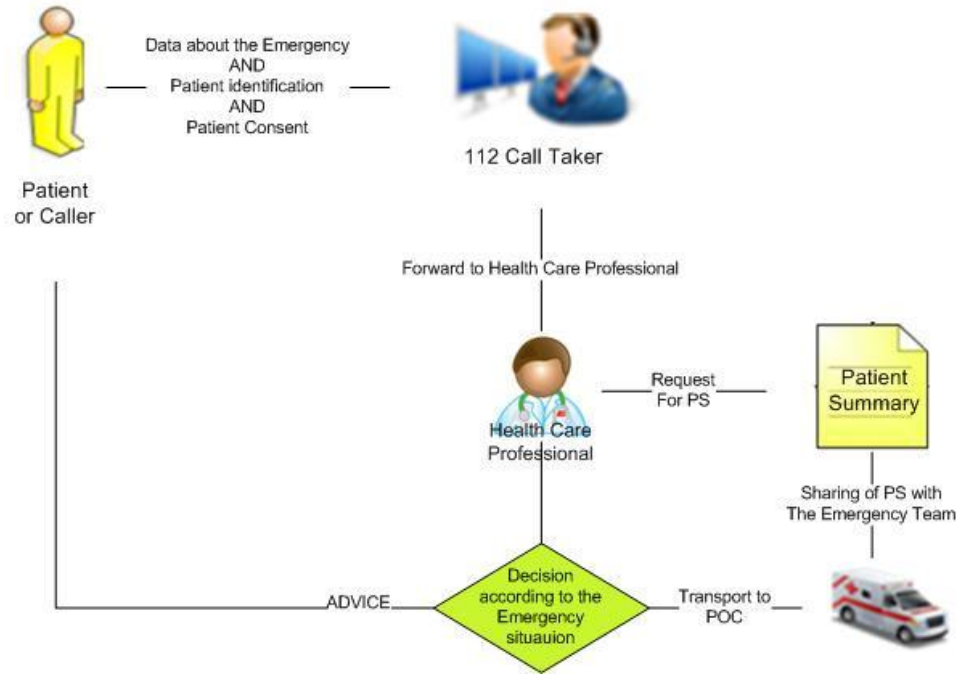 Data about the Emergency
AND
Patient identification
AND
Patient Consent
112 Call Taker
Patient
or Caller
Forward to Health Care Professional
Request
For PS
Patient
Summary
Health Care
Professional
Sharing of PS with
The Emergency Team
Decision
according to the
Emergency
situauion
ADVICE
Transport to
POC